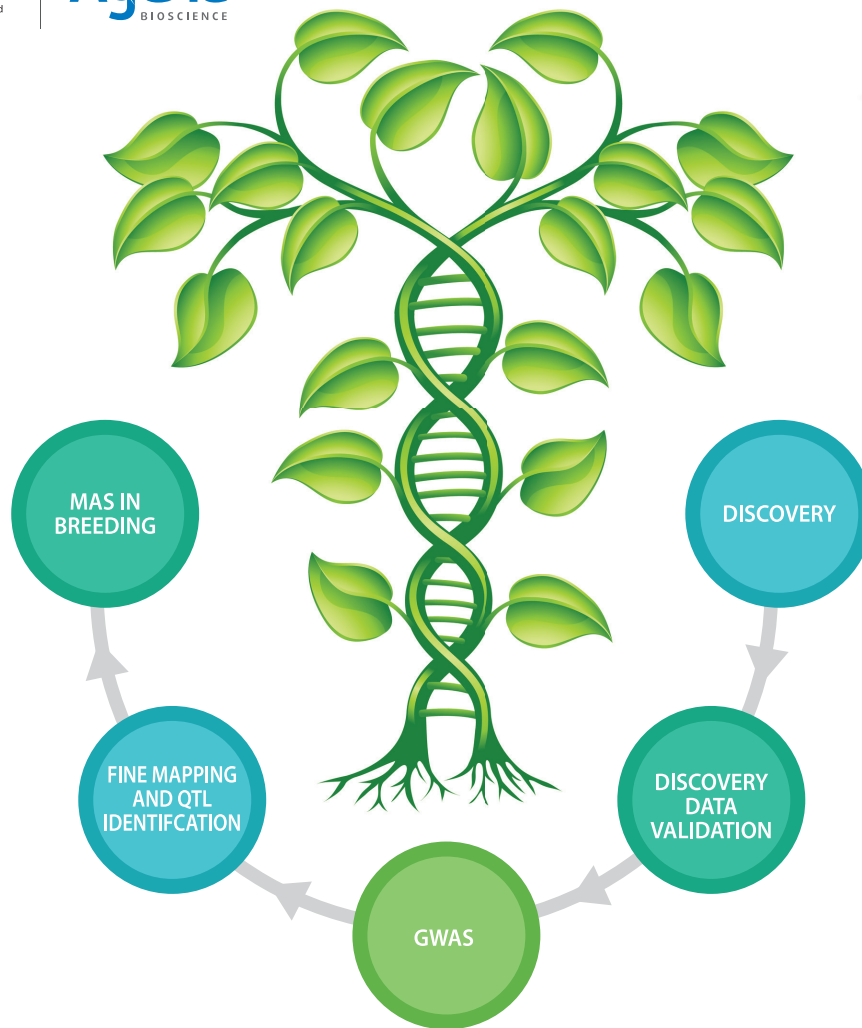 d
BIOSCIENCE
MAS IN
BREEDING
DISCOVERY
FINE MAPPING
AND QTL
IDENTIFCATION
DISCOVERY
DATA
VALIDATION
GWAS